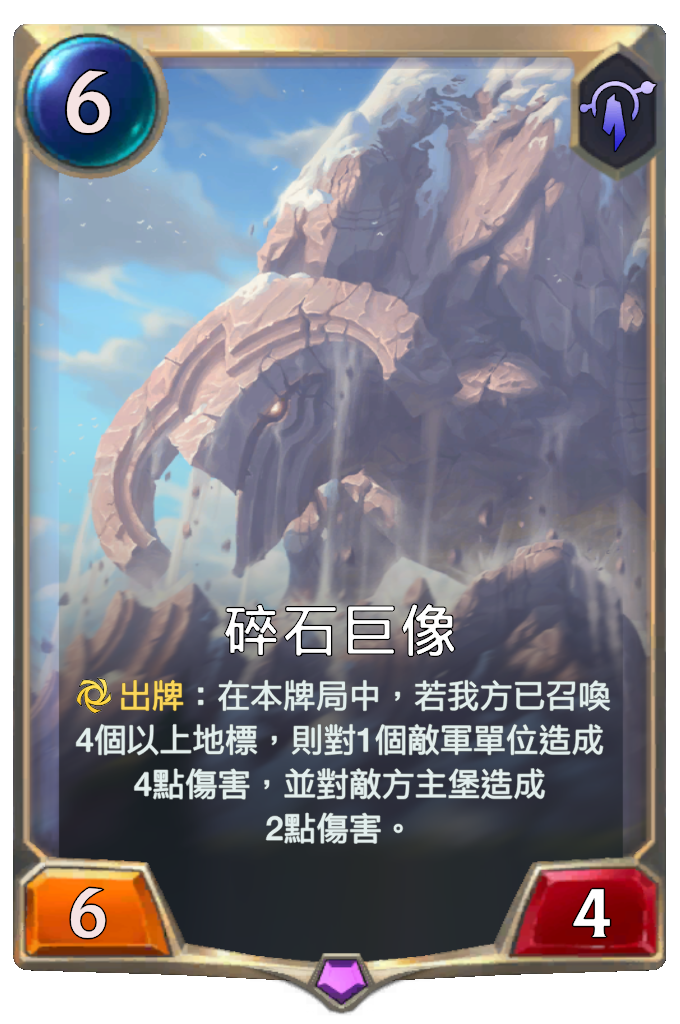 6
碎石巨像
出牌：在本牌局中，若我方已召喚
4個以上地標，則對1個敵軍單位造成
4點傷害，並對敵方主堡造成
2點傷害。
6
4